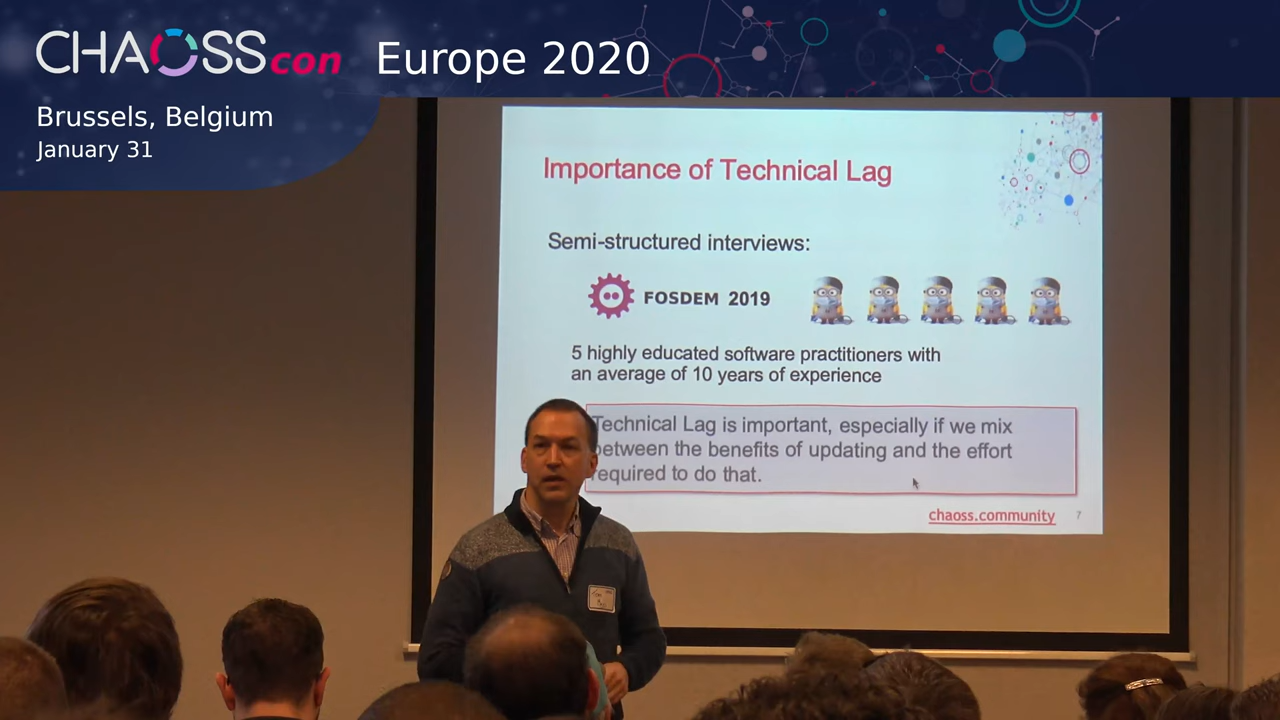 CHAOSScon Europe 2020
Brussels, Belgium
January 31
Importance of Technical Lag
Semi-structured interviews:
FOSDEM 2019
5 highly educated software practitioners with
an average of 10 years of experience
Technical Lag is important, especially if we mix
between the benefits of updating and the effort
required to do that.
chaoss.community 7